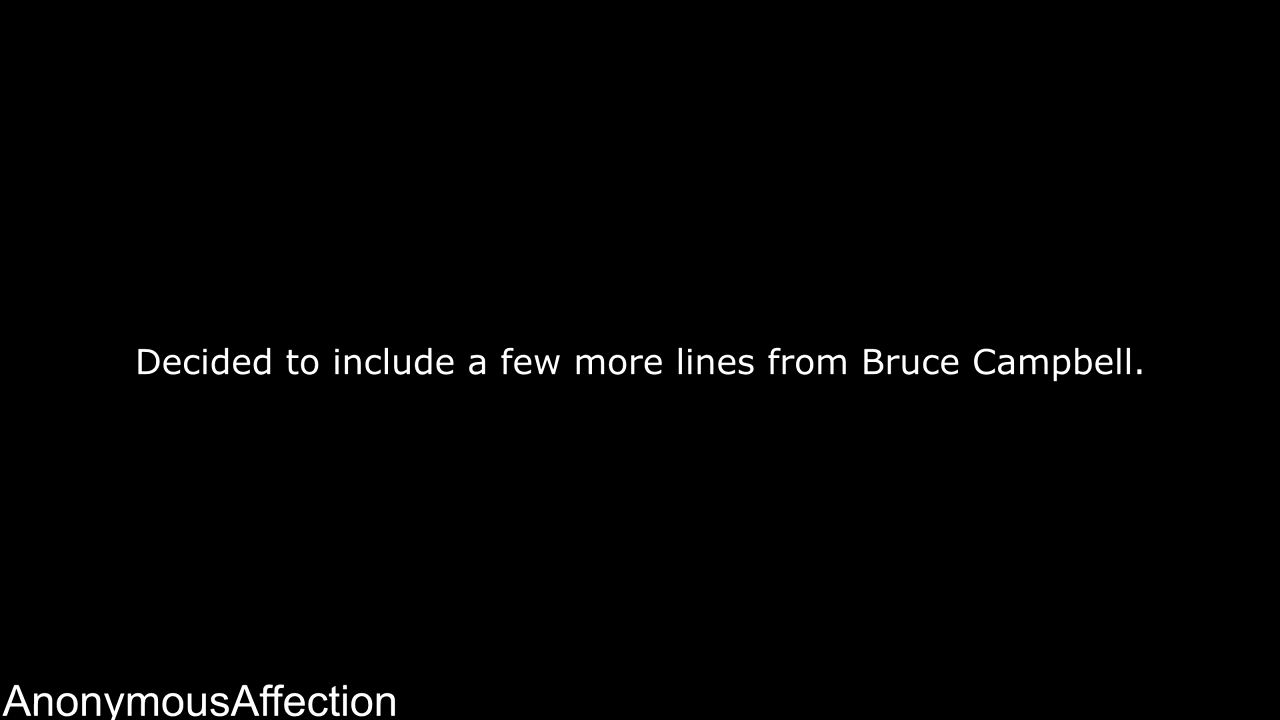 Decided to include a few more lines from Bruce Campbell.
AnonymousAffection